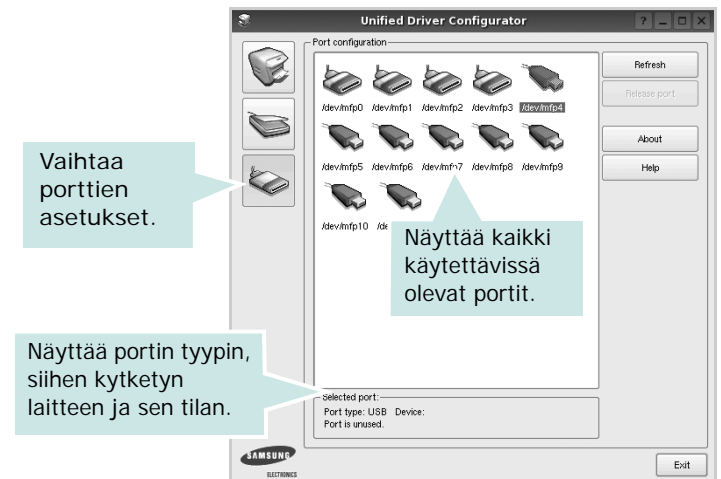 Unified Driver Configurator
Port configuration
/dev/mfp0 /dev/mfp1 /dev/mfp2 /dev/mfp3 /dev/mfp4
/dev/mfp5 /dev/mfp6 /dev/mfp7 /dev/mfp8 /dev/mfp9
/dev/mfp10
Refresh
Release port
About
Help
Vaihtaa
porttien
asetukset.
Näyttää kaikki
käytettävissä
olevat portit.
Näyttää portin tyypin,
siihen kytketyn
laitteen ja sen tilan.
Selected port:
Port type: USB Device:
Port is unused.
SAMSUNG
ELECTRONICS
Exit